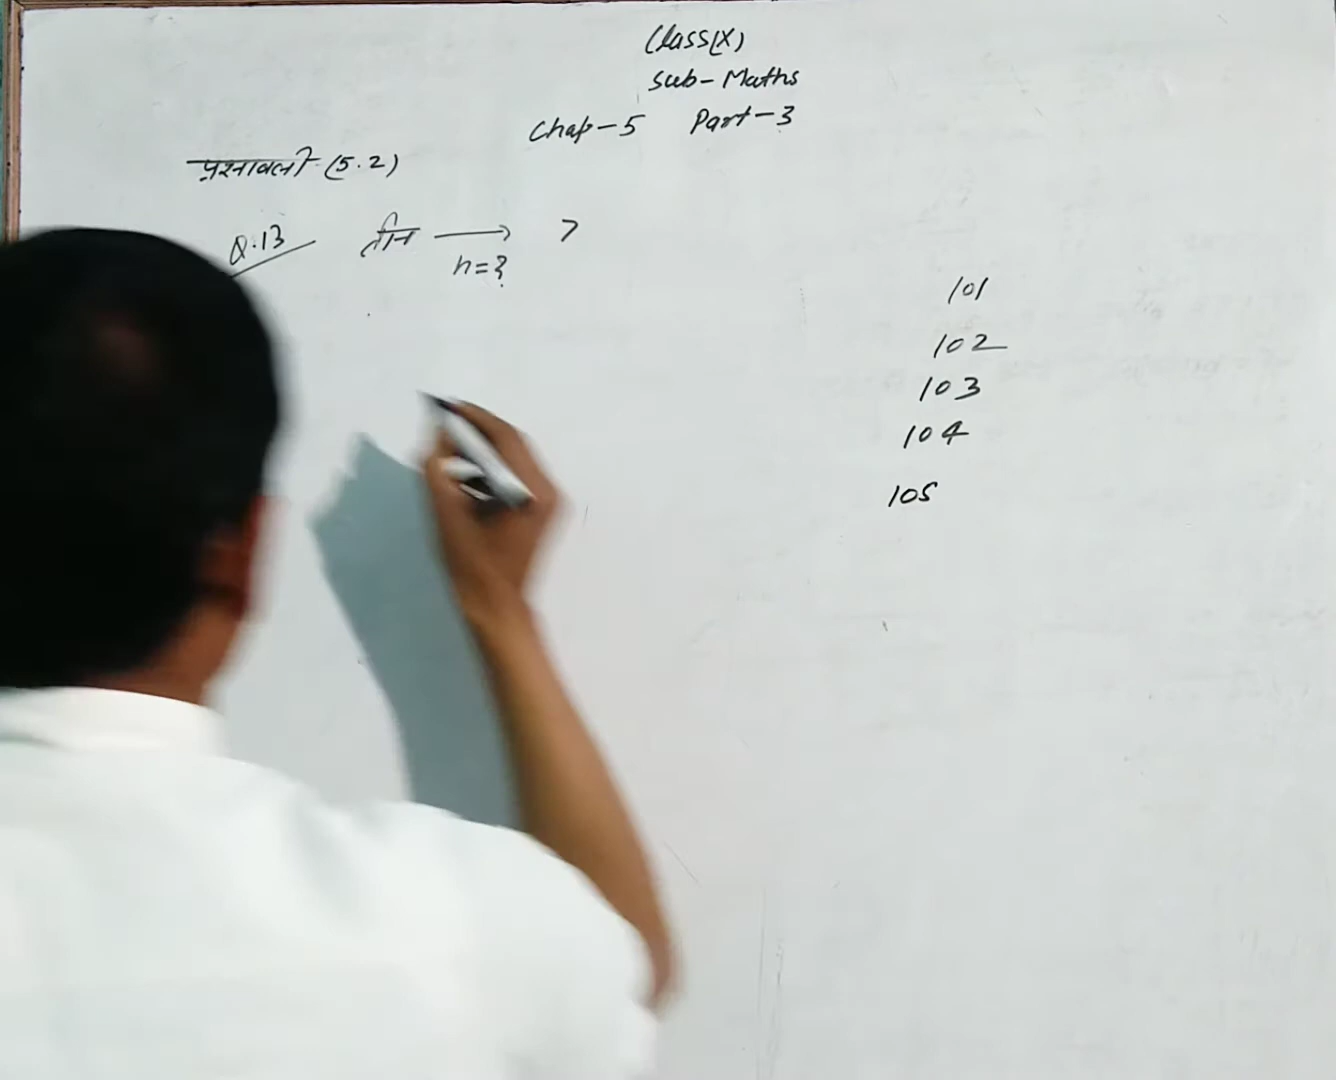 Class(X)
Sub-Maths
Chap-5 Part-3
प्रश्नावली (5.2)
Q.13 तीन → 7
n=?
101
102
103
104
105